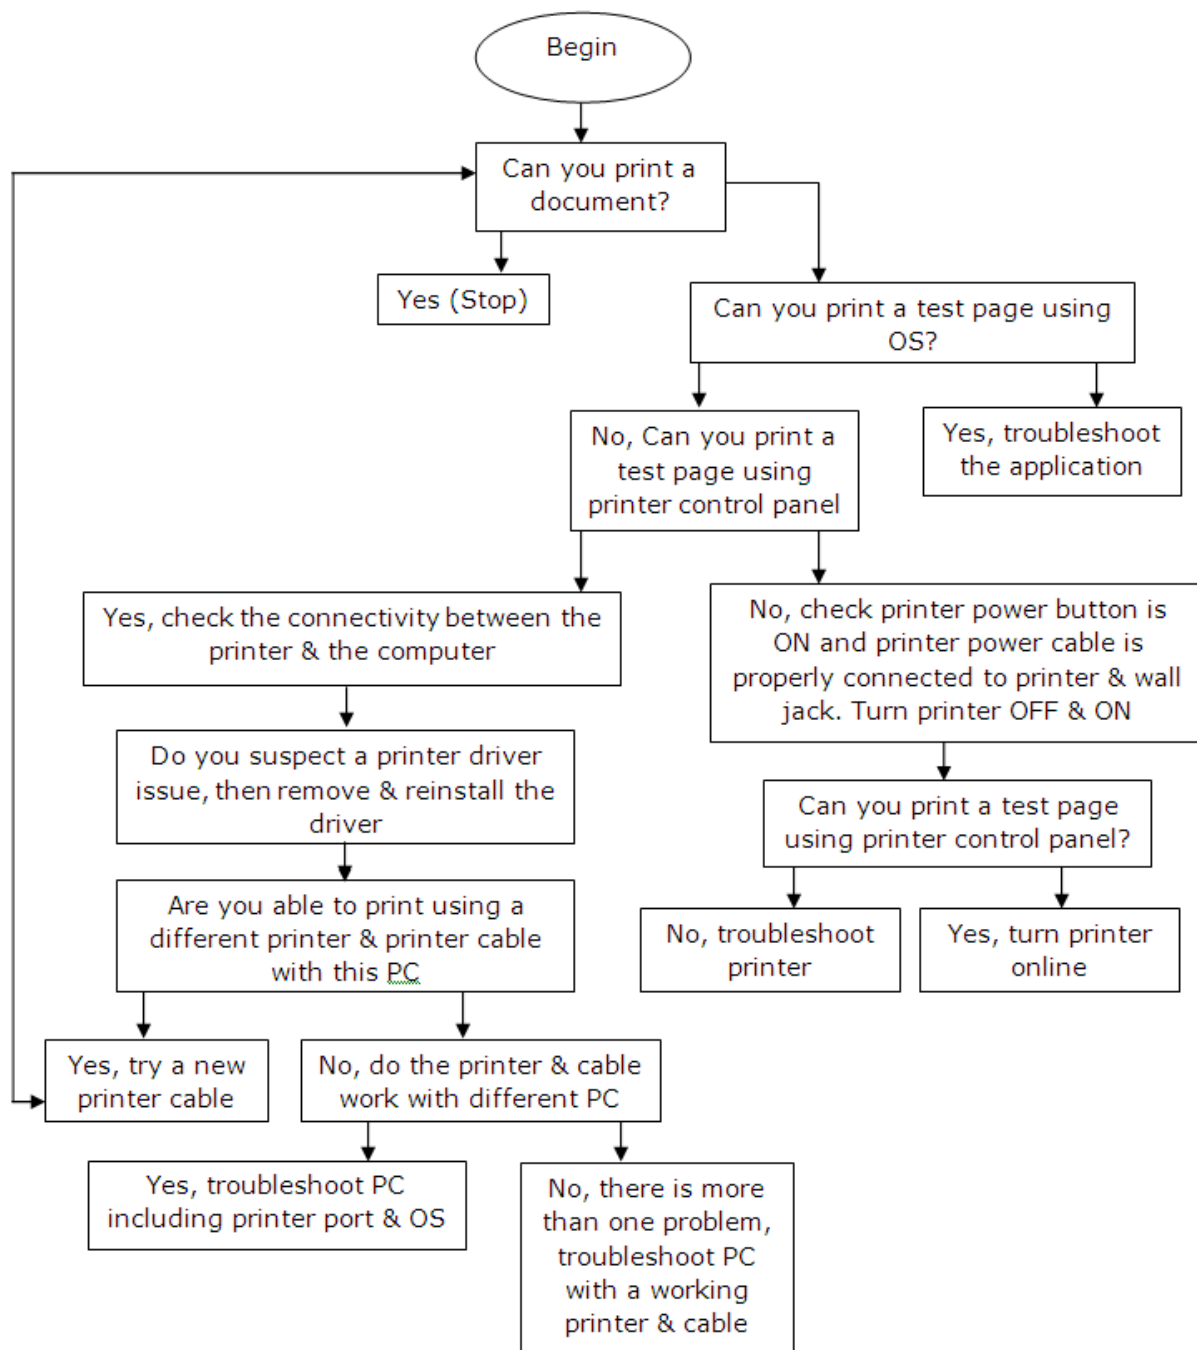 Begin
Can you print a
document?
Yes (Stop)
Can you print a test page using
OS?
No, Can you print a
test page using
printer control panel
Yes, troubleshoot
the application
Yes, check the connectivity between the
printer & the computer
No, check printer power button is
ON and printer power cable is
properly connected to printer & wall
jack. Turn printer OFF & ON
Do you suspect a printer driver
issue, then remove & reinstall the
driver
Can you print a test page
using printer control panel?
Are you able to print using a
different printer & printer cable
with this PC
No, troubleshoot
printer
Yes, turn printer
online
Yes, try a new
printer cable
No, do the printer & cable
work with different PC
Yes, troubleshoot PC
including printer port & OS
No, there is more
than one problem,
troubleshoot PC
with a working
printer & cable